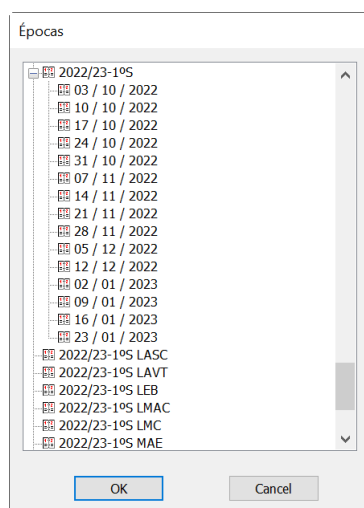 Épocas
2022/23-1ºS
03 / 10 / 2022
10 / 10 / 2022
17 / 10 / 2022
24 / 10 / 2022
31 / 10 / 2022
07 / 11 / 2022
14 / 11 / 2022
21 / 11 / 2022
28 / 11 / 2022
05 / 12 / 2022
12 / 12 / 2022
02 / 01 / 2023
09 / 01 / 2023
16 / 01 / 2023
23 / 01 / 2023
2022/23-1ºS LASC
2022/23-1ºS LAVT
2022/23-1ºS LEB
2022/23-1ºS LMAC
2022/23-1ºS LMC
2022/23-1ºS MAE
OK Cancel